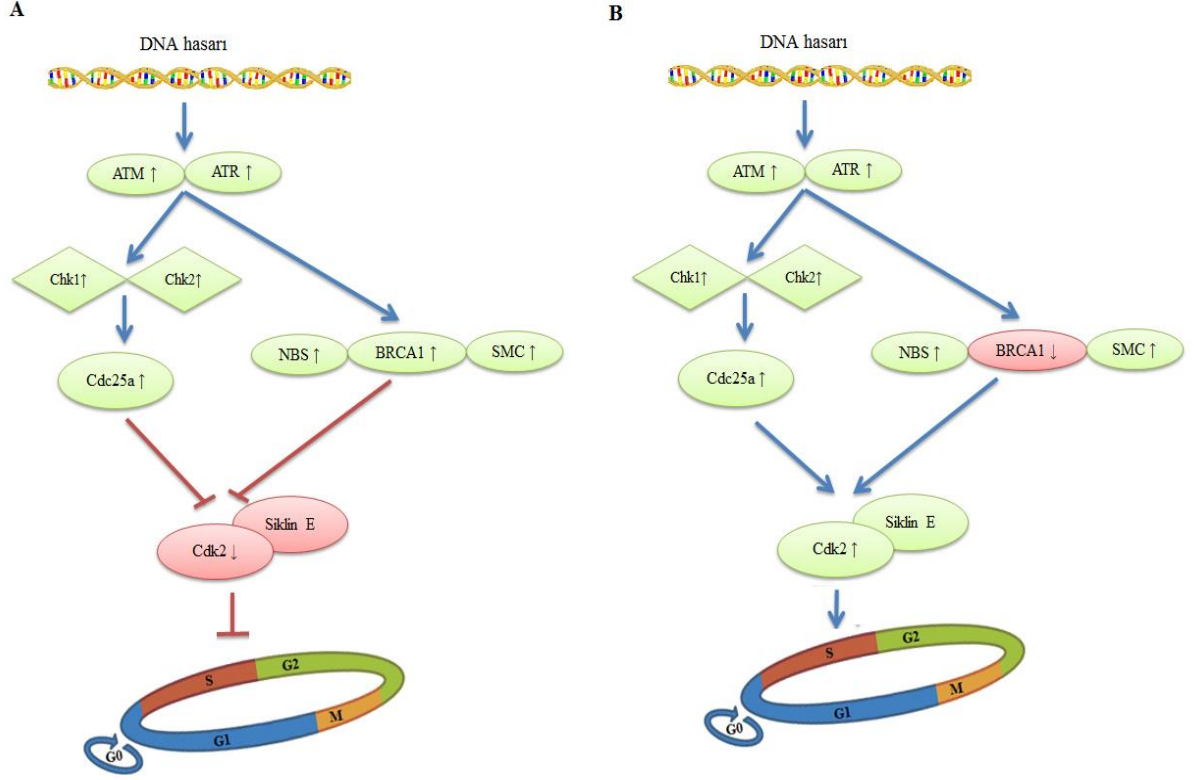 A
DNA hasarı
ATM ↑
ATR ↑
Chk1↑
Chk2↑
NBS ↑
BRCA1 ↑
SMC ↑
Cdc25a ↑
Siklin E
Cdk2 ↓
S
G2
M
G1
G0
B
DNA hasarı
ATM ↑
ATR ↑
Chk1↑
Chk2↑
NBS ↑
BRCA1 ↓
SMC ↑
Cdc25a ↑
Siklin E
Cdk2 ↑
S
G2
M
G1
G0